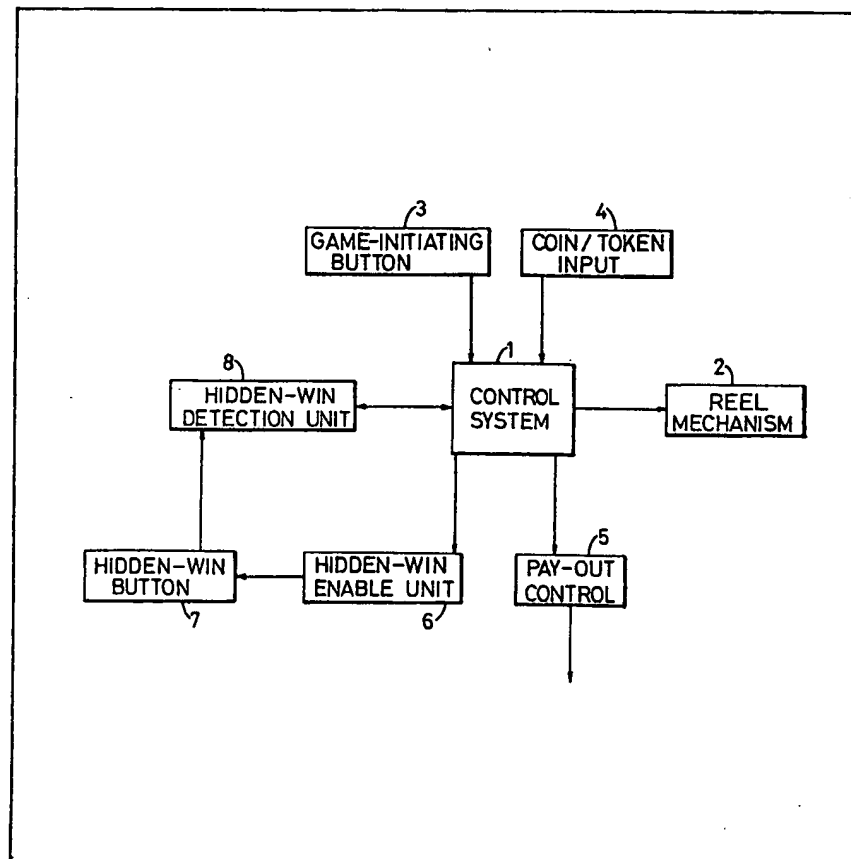 3
GAME-INITIATING
BUTTON
4
COIN/TOKEN
INPUT
1
CONTROL
SYSTEM
2
REEL
MECHANISM
8
HIDDEN-WIN
DETECTION UNIT
HIDDEN-WIN
BUTTON
7
HIDDEN-WIN
ENABLE UNIT
6
5
PAY-OUT
CONTROL